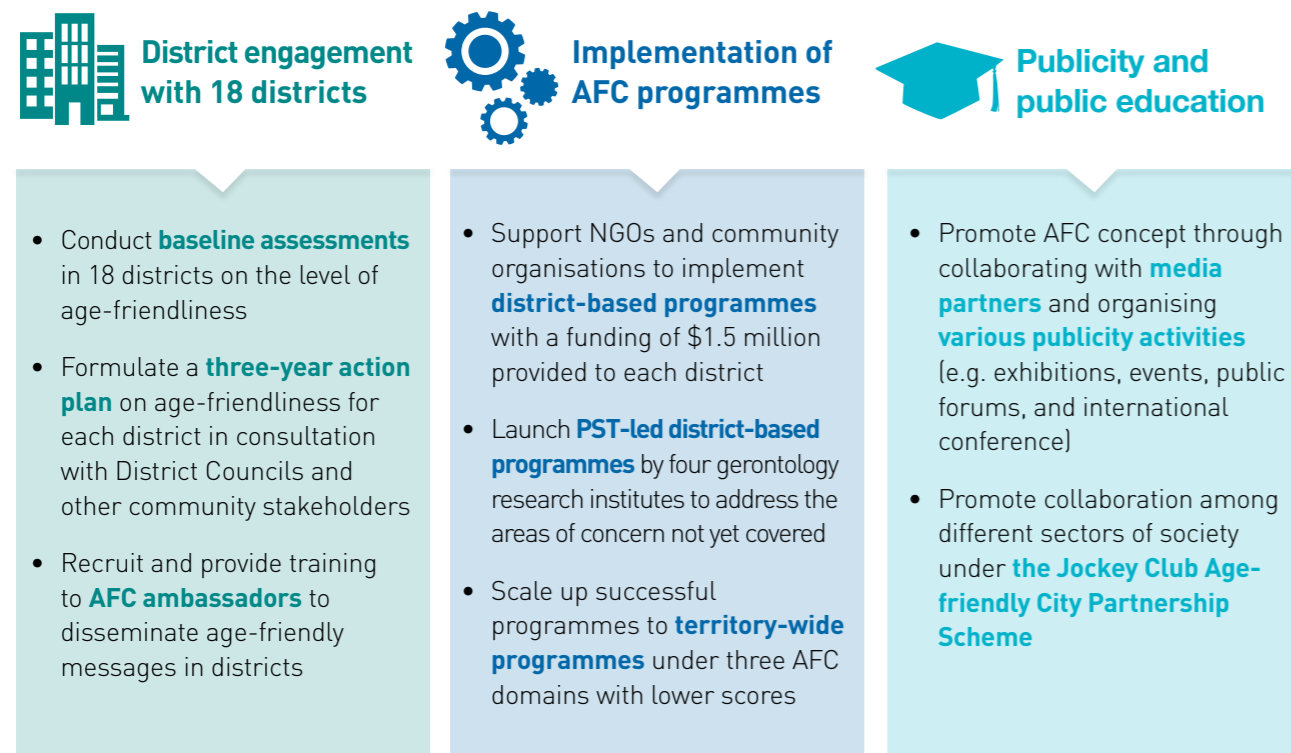 District engagement
with 18 districts
• Conduct baseline assessments
in 18 districts on the level of
age-friendliness
• Formulate a three-year action
plan on age-friendliness for
each district in consultation
with District Councils and
other community stakeholders
• Recruit and provide training
to AFC ambassadors to
disseminate age-friendly
messages in districts
Implementation of
AFC programmes
• Support NGOs and community
organisations to implement
district-based programmes
with a funding of $1.5 million
provided to each district
• Launch PST-led district-based
programmes by four gerontology
research institutes to address the
areas of concern not yet covered
• Scale up successful
programmes to territory-wide
programmes under three AFC
domains with lower scores
Publicity and
public education
• Promote AFC concept through
collaborating with media
partners and organising
various publicity activities
(e.g. exhibitions, events, public
forums, and international
conference)
• Promote collaboration among
different sectors of society
under the Jockey Club Age-
friendly City Partnership
Scheme